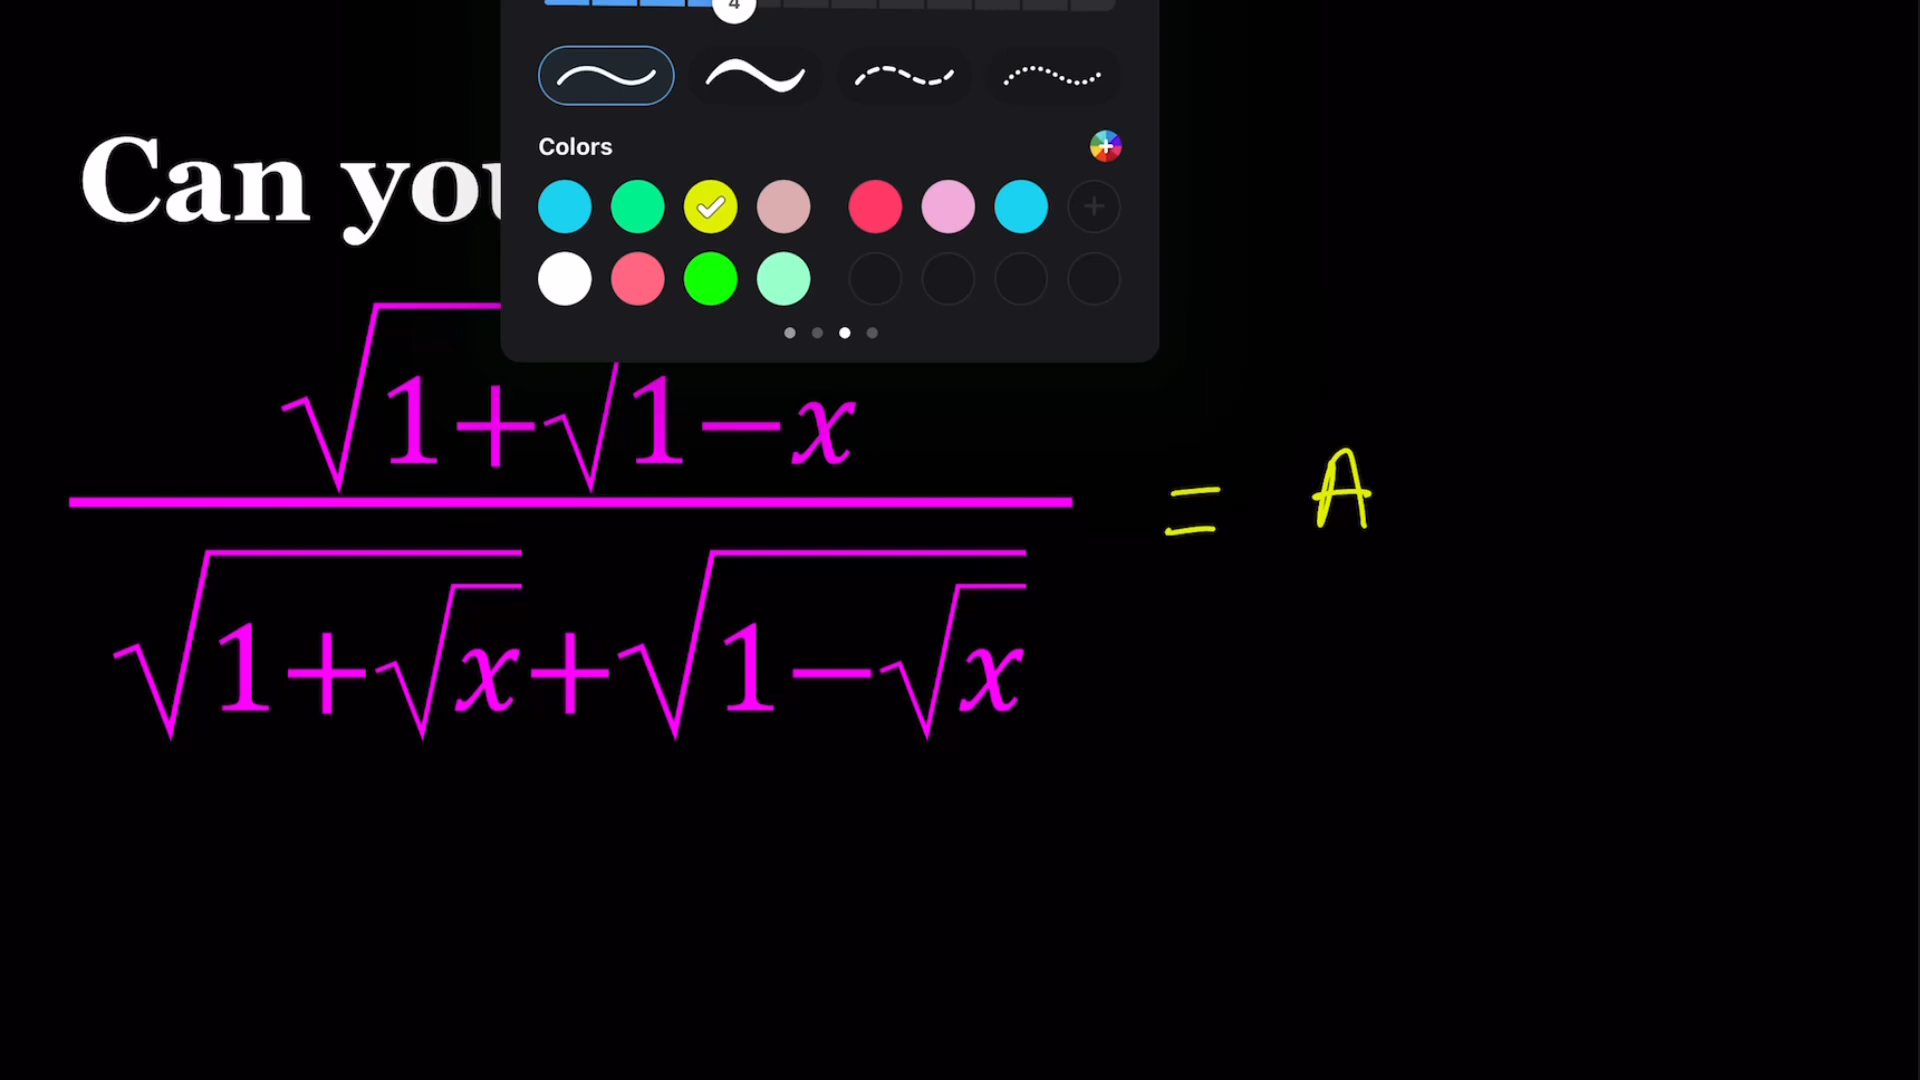 4
Colors
Can you
√1+√1−x
= A
√1+√x+√1−√x